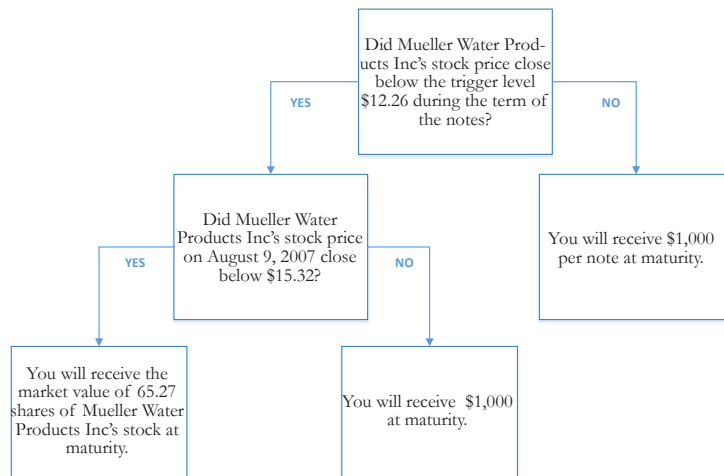 Did Mueller Water Prod-
ucts Inc's stock price close
below the trigger level
$12.26 during the term of
the notes?
YES
NO
Did Mueller Water
Products Inc's stock price
on August 9, 2007 close
below $15.32?
You will receive $1,000
per note at maturity.
YES
NO
You will receive the
market value of 65.27
shares of Mueller Water
Products Inc's stock at
maturity.
You will receive $1,000
at maturity.